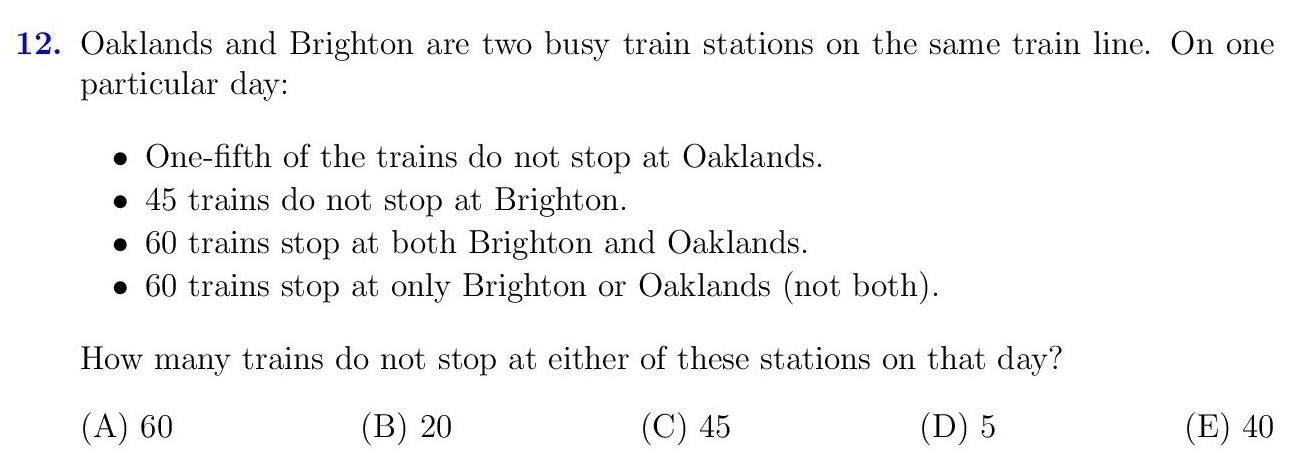 12. Oaklands and Brighton are two busy train stations on the same train line. On one
particular day:
• One-fifth of the trains do not stop at Oaklands.
• 45 trains do not stop at Brighton.
• 60 trains stop at both Brighton and Oaklands.
• 60 trains stop at only Brighton or Oaklands (not both).
How many trains do not stop at either of these stations on that day?
(A) 60 (B) 20 (C) 45 (D) 5 (E) 40